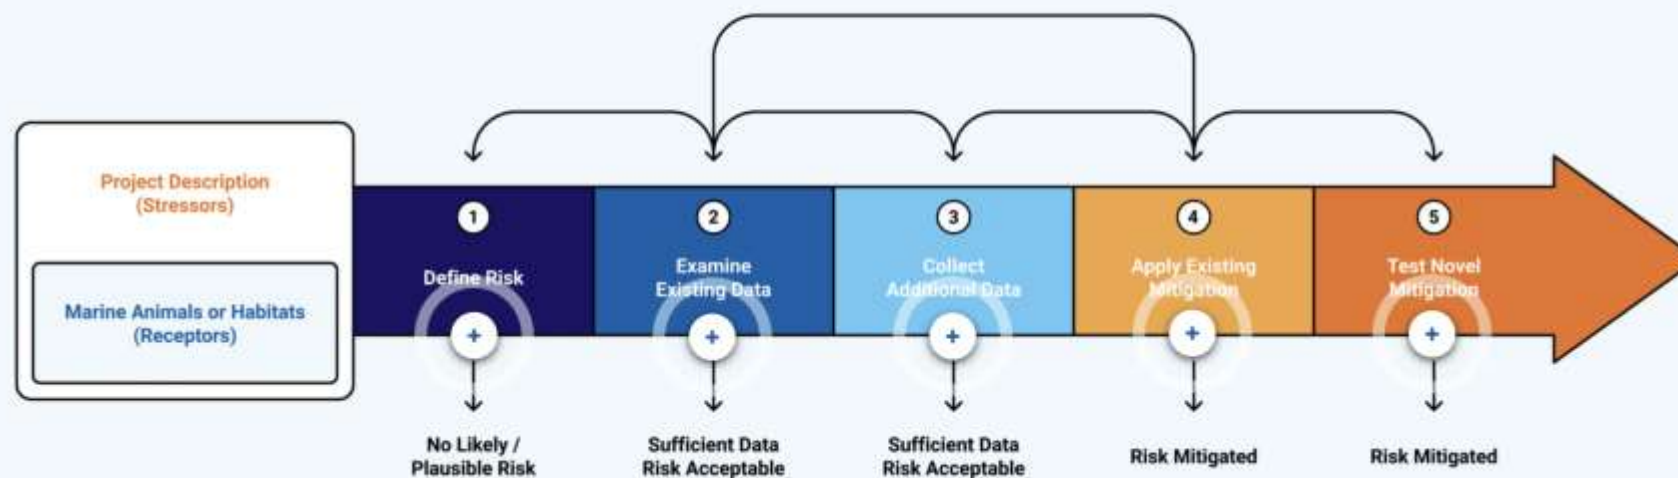 Project Description
(Stressors)
Marine Animals or Habitats
(Receptors)
1
Define Risk
+
No Likely /
Plausible Risk
2
Examine
Existing Data
+
Sufficient Data
Risk Acceptable
3
Collect
Additional Data
+
Sufficient Data
Risk Acceptable
4
Apply Existing
Mitigation
+
Risk Mitigated
5
Test Novel
Mitigation
+
Risk Mitigated